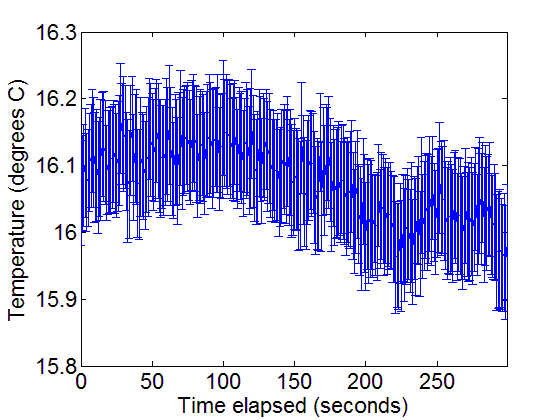 Temperature (degrees C)
16.3
16.2
16.1
16
15.9
15.8
0 50 100 150 200 250
Time elapsed (seconds)